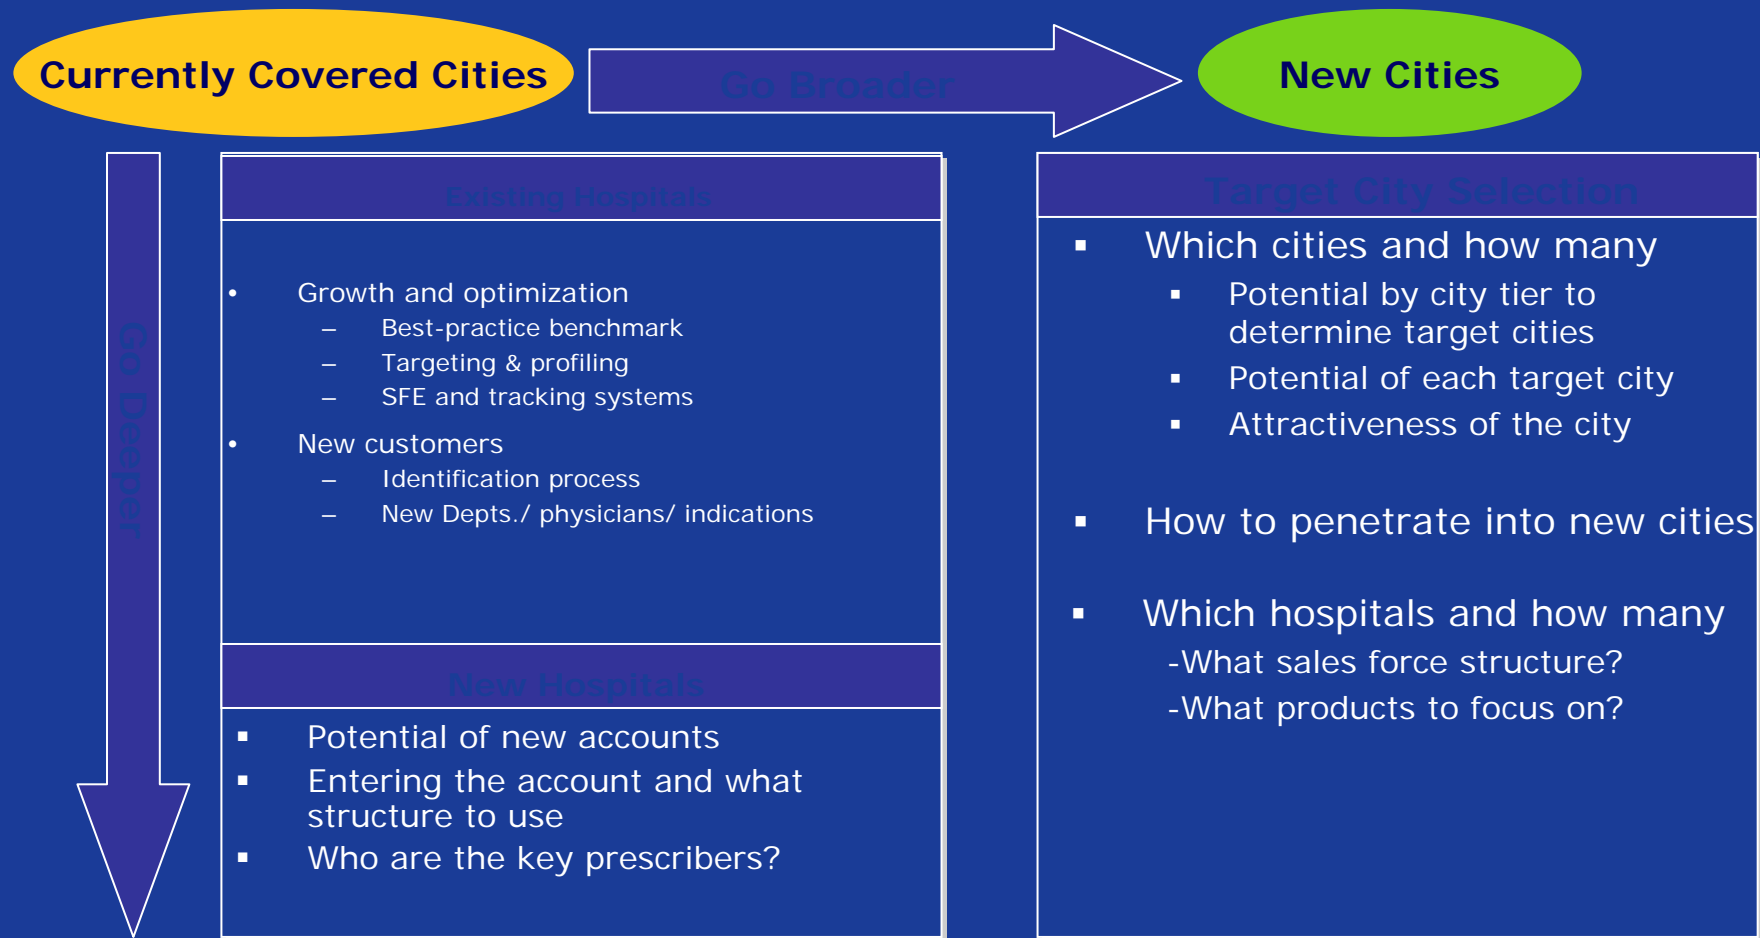 Currently Covered Cities
Go Broader
New Cities
Go Deeper
Existing Hospitals
• Growth and optimization
– Best-practice benchmark
– Targeting & profiling
– SFE and tracking systems
• New customers
– Identification process
– New Depts./ physicians/ indications
New Hospitals
▪ Potential of new accounts
▪ Entering the account and what
structure to use
▪ Who are the key prescribers?
Target City Selection
▪ Which cities and how many
▪ Potential by city tier to
determine target cities
▪ Potential of each target city
▪ Attractiveness of the city
▪ How to penetrate into new cities
▪ Which hospitals and how many
-What sales force structure?
-What products to focus on?